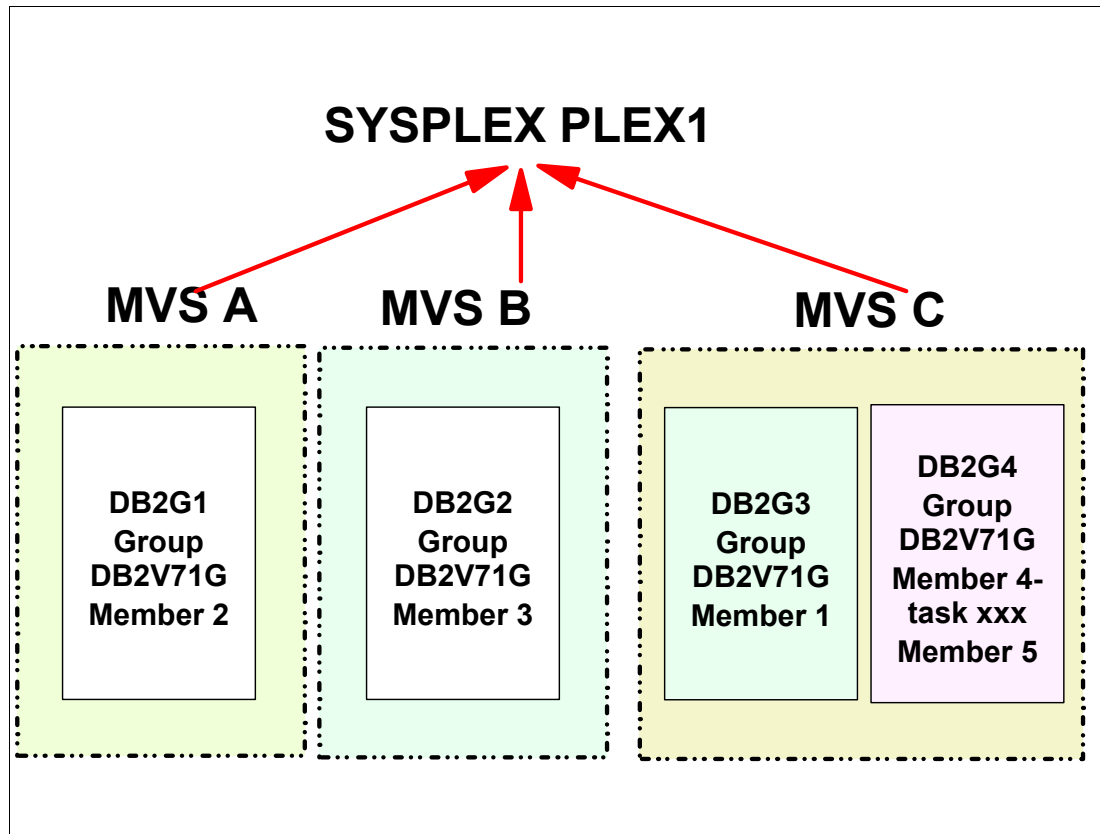 SYSPLEX PLEX1
MVS A
MVS B
MVS C
DB2G1
Group
DB2V71G
Member 2
DB2G2
Group
DB2V71G
Member 3
DB2G3
Group
DB2V71G
Member 1
DB2G4
Group
DB2V71G
Member 4-
task xxx
Member 5